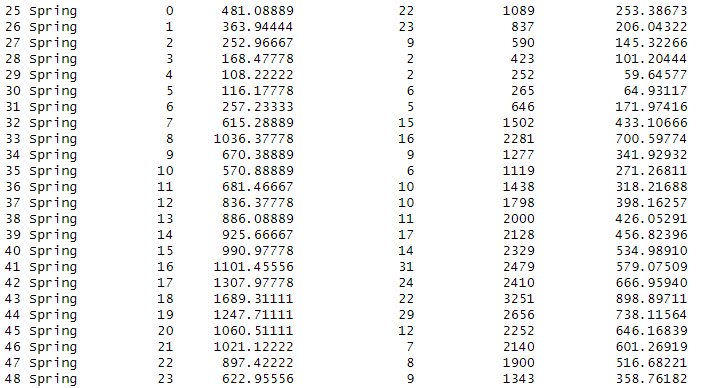 25 Spring 0 481.08889 22 1089 253.38673
26 Spring 1 363.94444 23 837 206.04322
27 Spring 2 252.96667 9 590 145.32266
28 Spring 3 168.47778 2 423 101.20444
29 Spring 4 108.22222 2 252 59.64577
30 Spring 5 116.17778 6 265 64.93117
31 Spring 6 257.23333 5 646 171.97416
32 Spring 7 615.28889 15 1502 433.10666
33 Spring 8 1036.37778 16 2281 700.59774
34 Spring 9 670.38889 9 1277 341.92932
35 Spring 10 570.88889 6 1119 271.26811
36 Spring 11 681.46667 10 1438 318.21688
37 Spring 12 836.37778 10 1798 398.16257
38 Spring 13 886.08889 11 2000 426.05291
39 Spring 14 925.66667 17 2128 456.82396
40 Spring 15 990.97778 14 2329 534.98910
41 Spring 16 1101.45556 31 2479 579.07509
42 Spring 17 1307.97778 24 2410 666.95940
43 Spring 18 1689.31111 22 3251 898.89711
44 Spring 19 1247.71111 29 2656 738.11564
45 Spring 20 1060.51111 12 2252 646.16839
46 Spring 21 1021.12222 7 2140 601.26919
47 Spring 22 897.42222 8 1900 516.68221
48 Spring 23 622.95556 9 1343 358.76182